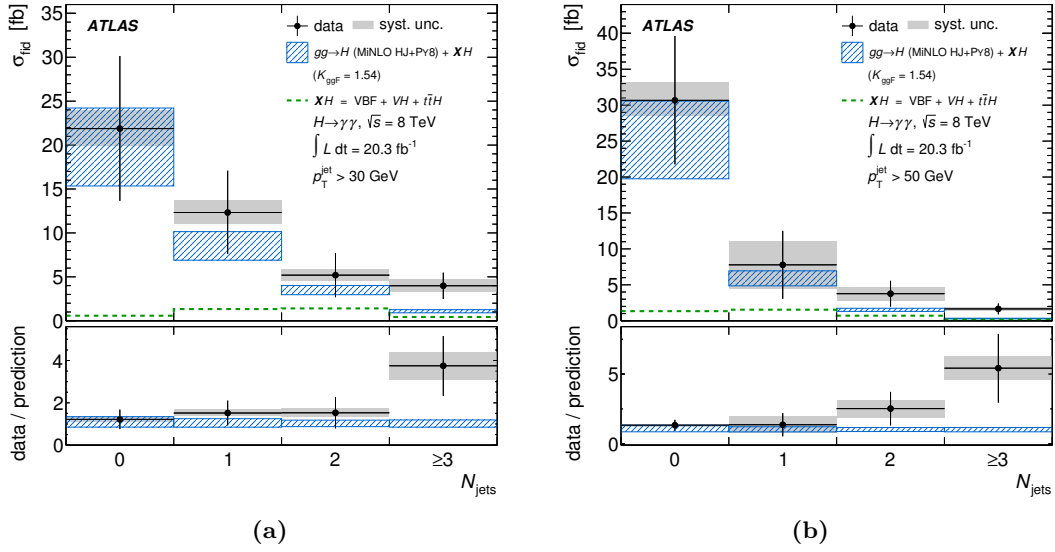 σfid [fb]
35
30
25
20
15
10
5
0
ATLAS
data syst. unc.
gg→H (MiNLO HJ+PY8) + XH
(KggF = 1.54)
XH = VBF + VH + tt̄H
H→γγ, √s = 8 TeV
∫ L dt = 20.3 fb⁻¹
pTjet > 30 GeV
data / prediction
4
2
0
0 1 2 ≥3
Njets
(a)
σfid [fb]
40
35
30
25
20
15
10
5
0
ATLAS
data syst. unc.
gg→H (MiNLO HJ+PY8) + XH
(KggF = 1.54)
XH = VBF + VH + tt̄H
H→γγ, √s = 8 TeV
∫ L dt = 20.3 fb⁻¹
pTjet > 50 GeV
data / prediction
5
0
0 1 2 ≥3
Njets
(b)